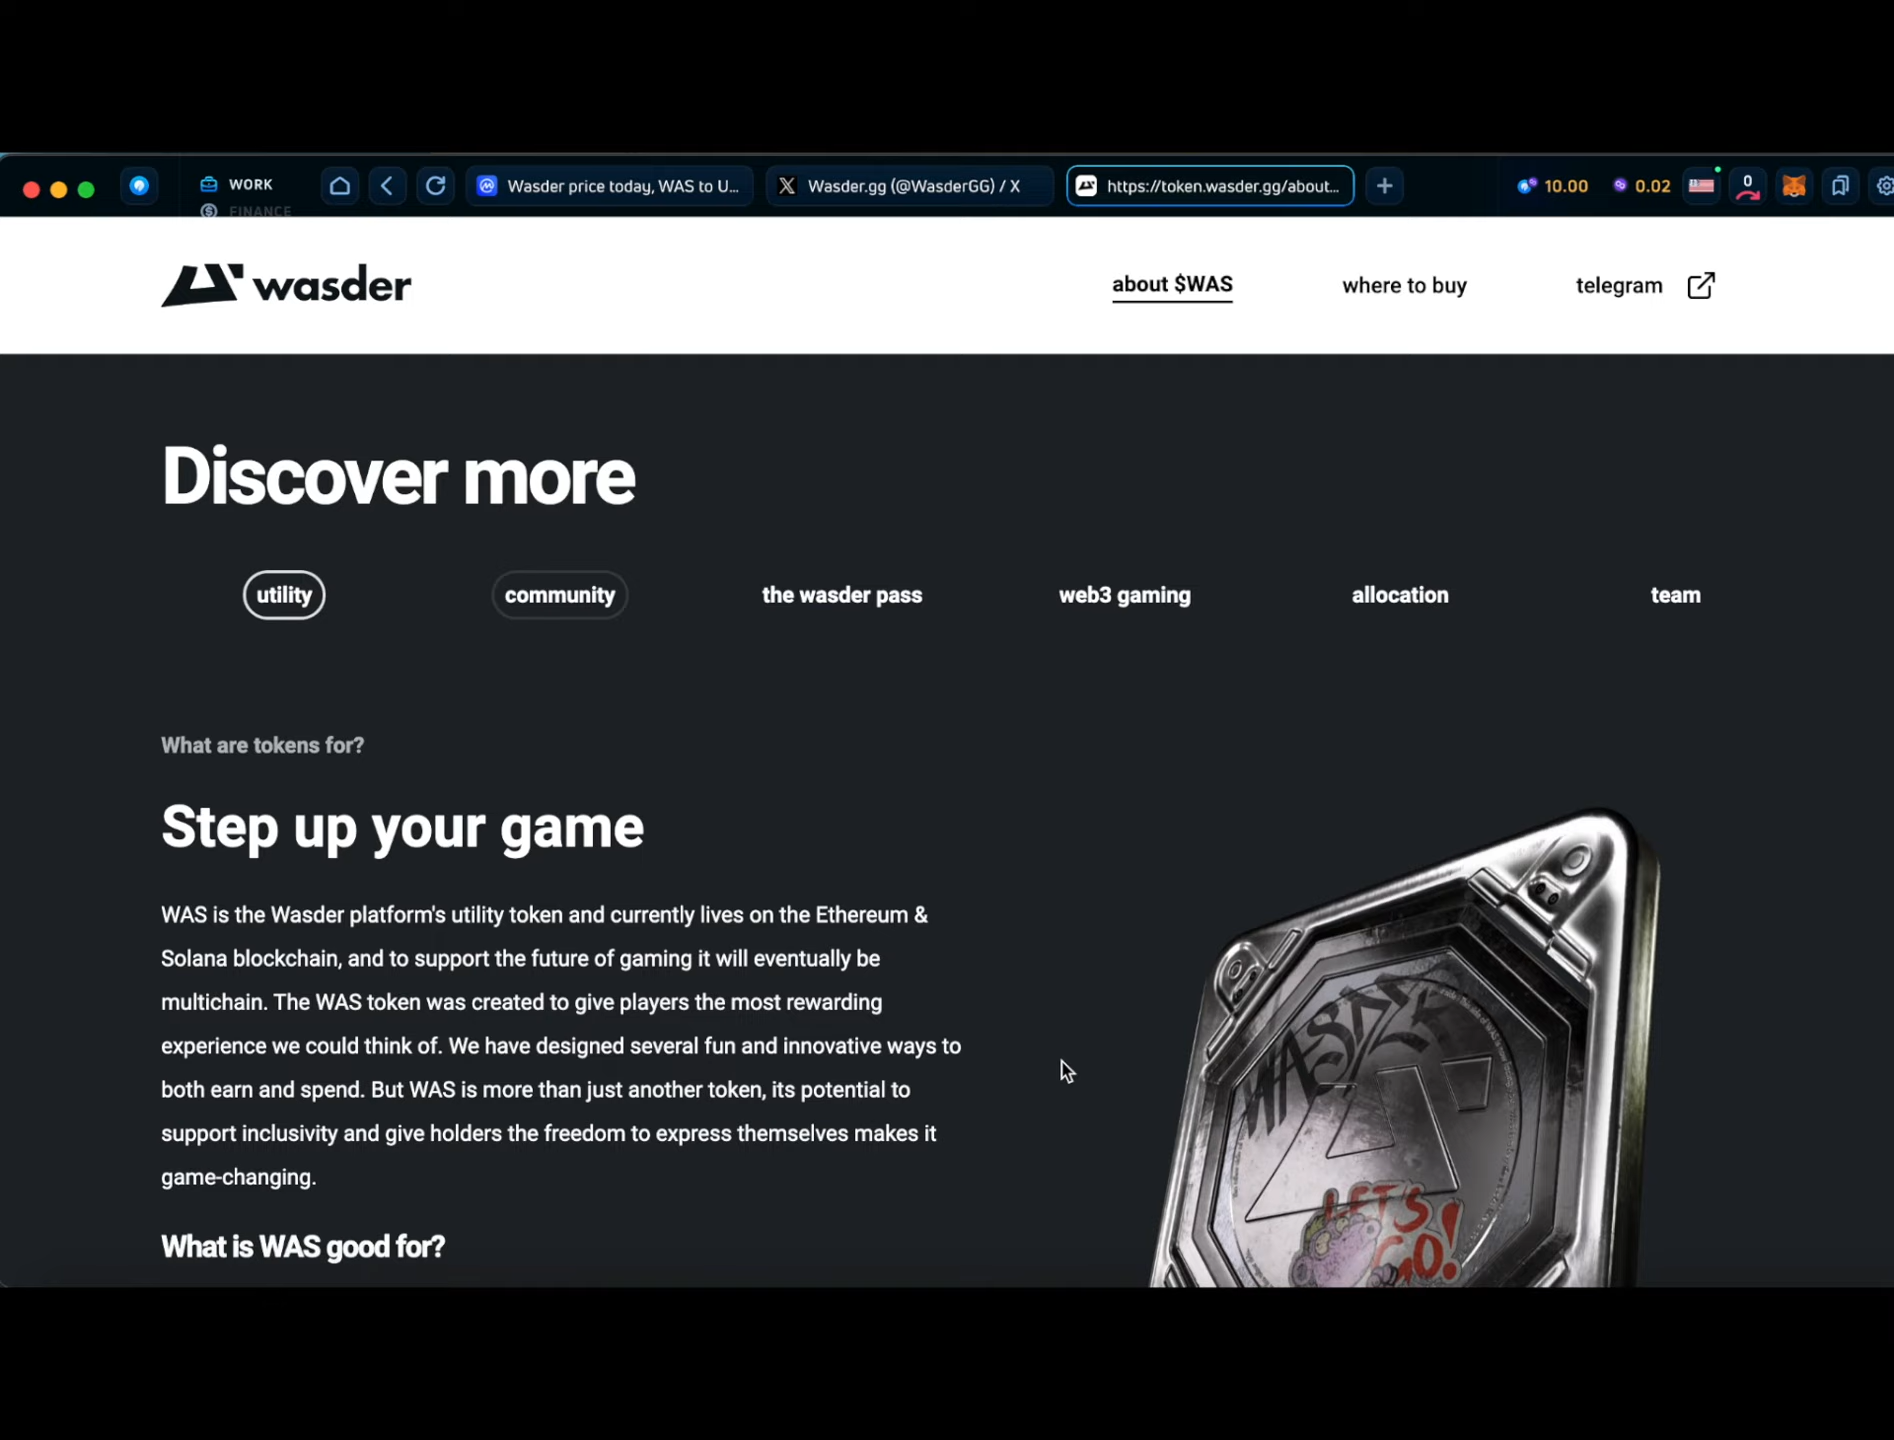 WORK
FINANCE
Wasder price today, WAS to U...
Wasder.gg (@WasderGG) / X
https://token.wasder.gg/about...
10.00
0.02
0
wasder
about $WAS
where to buy
telegram
Discover more
utility
community
the wasder pass
web3 gaming
allocation
team
What are tokens for?
Step up your game
WAS is the Wasder platform's utility token and currently lives on the Ethereum &
Solana blockchain, and to support the future of gaming it will eventually be
multichain. The WAS token was created to give players the most rewarding
experience we could think of. We have designed several fun and innovative ways to
both earn and spend. But WAS is more than just another token, its potential to
support inclusivity and give holders the freedom to express themselves makes it
game-changing.
What is WAS good for?
WASDER
LET'S
GO!